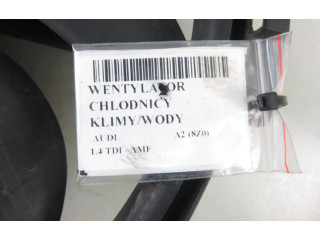 WENTYLATOR
CHLODNICY
KLIMY/WODY
AUDI A2 (8Z0)
1.4 TDI AMF